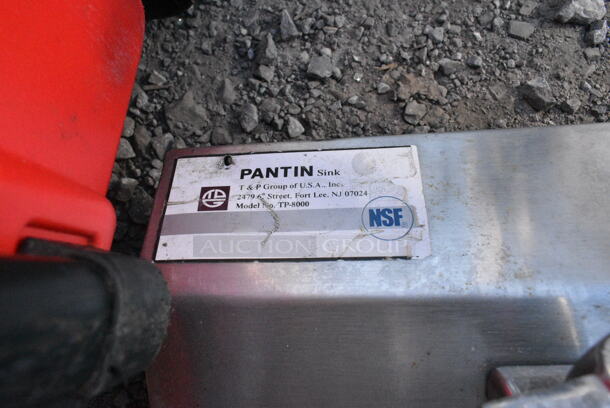 PANTIN Sink
T & P Group of U.S.A., Inc.
2479 6th Street, Fort Lee, NJ 07024
Model No. TP-8000
NSF
AUCTION GROUP